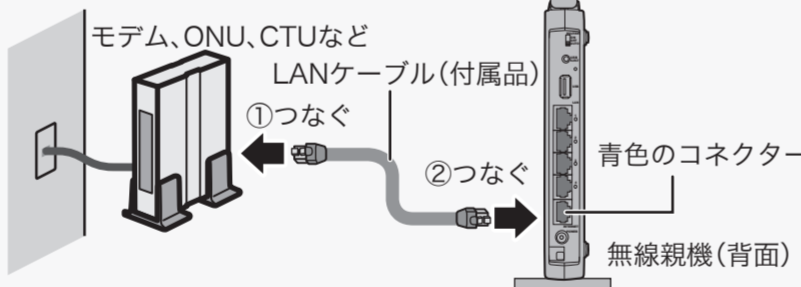 モデム、ONU、CTUなど
LANケーブル(付属品)
①つなぐ
②つなぐ
青色のコネクター
無線親機(背面)